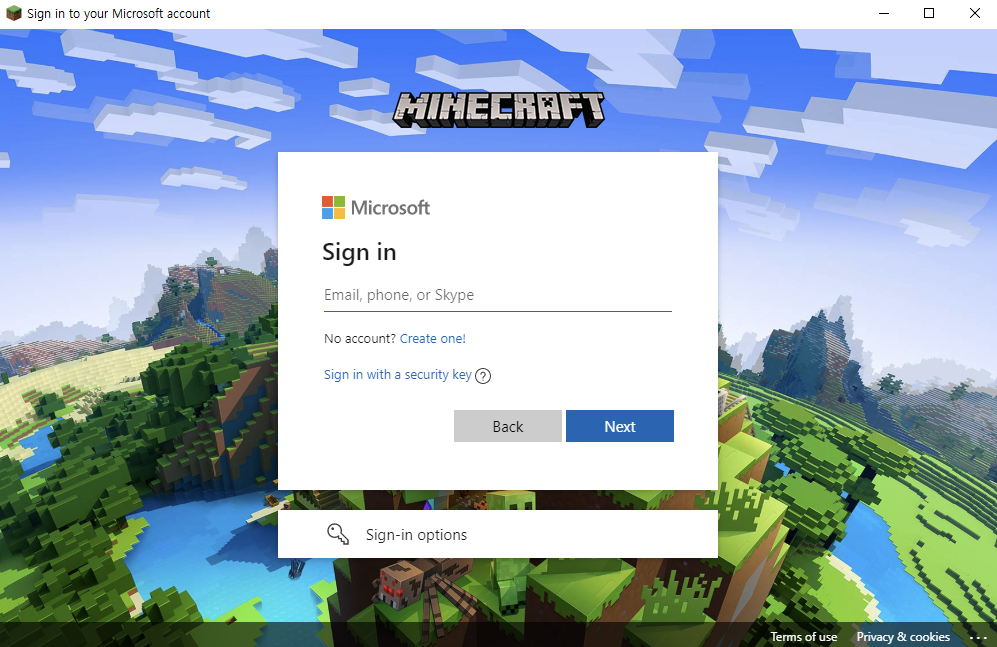 Sign in to your Microsoft account
MINECRAFT
Microsoft
Sign in
Email, phone, or Skype
No account? Create one!
Sign in with a security key ?
Back Next
Sign-in options
Terms of use Privacy & cookies ...